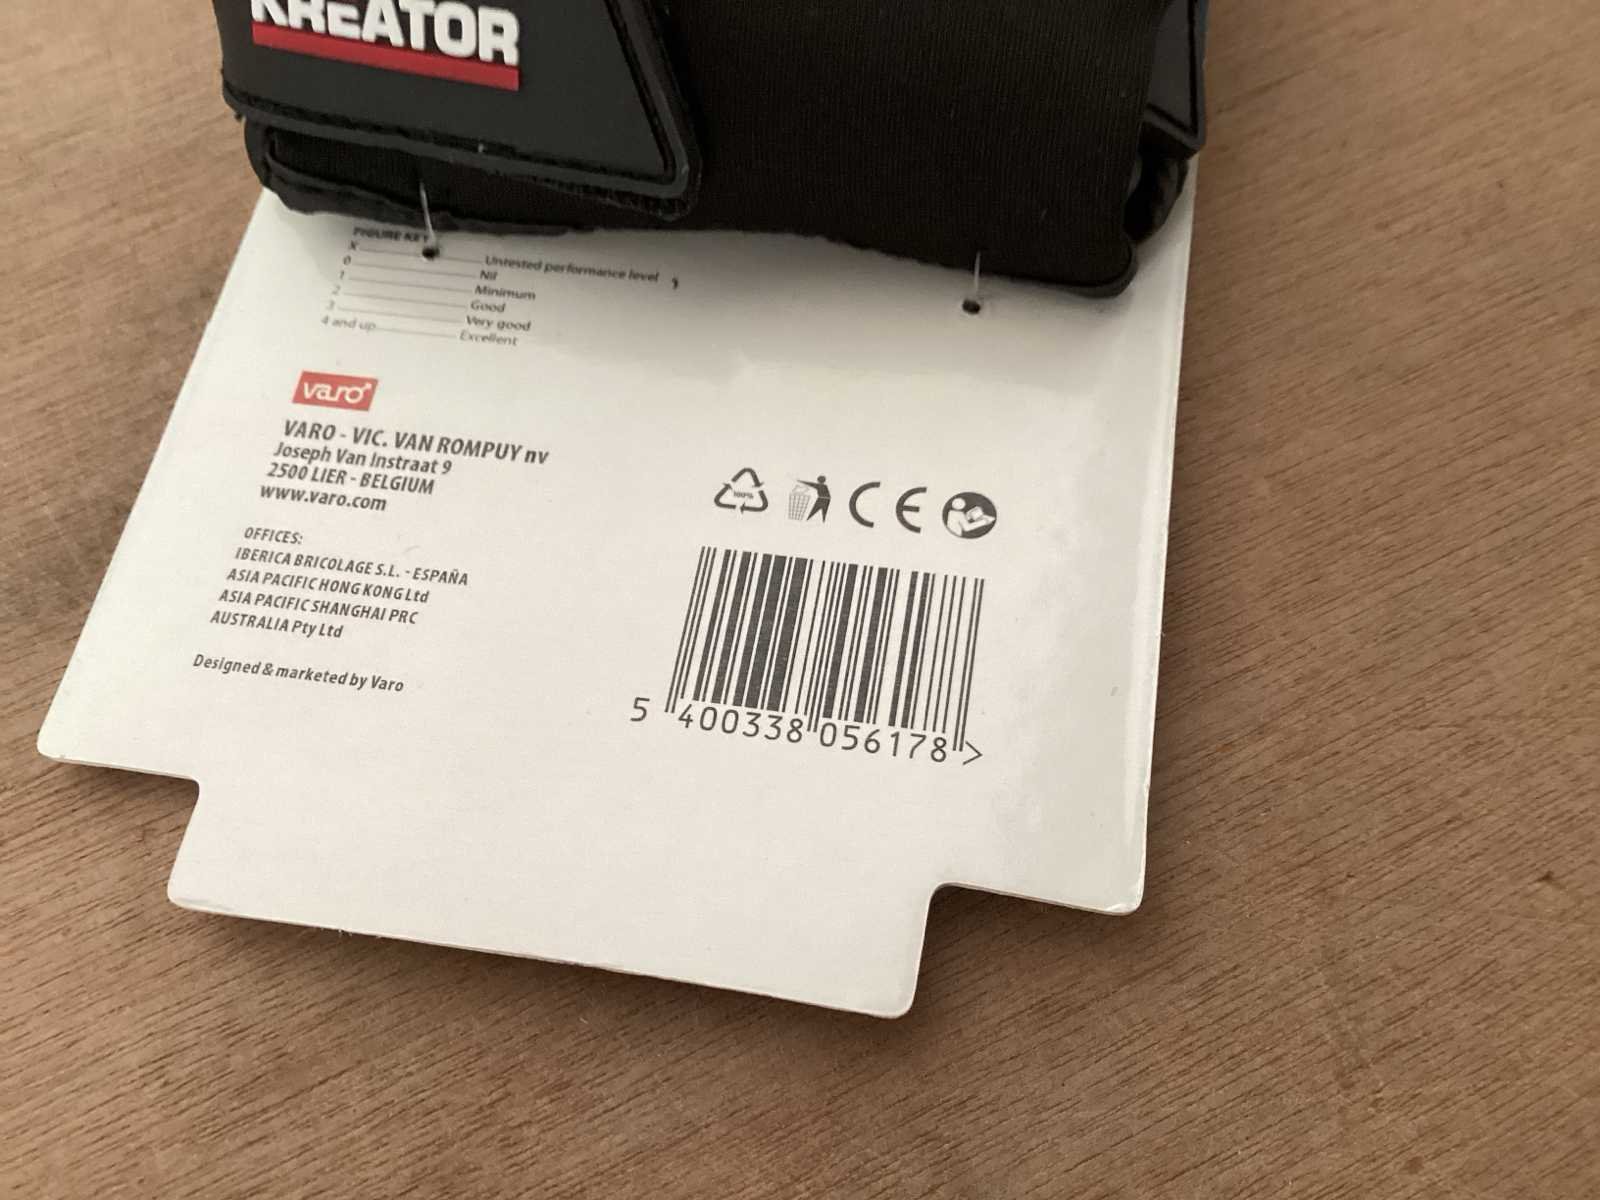 KREATOR
FIGURE KEY
X Untested performance level
0 Nil
1 Minimum
2 Good
3 Very good
4 and up Excellent
varo
VARO - VIC. VAN ROMPUY nv
Joseph Van Instraat 9
2500 LIER - BELGIUM
www.varo.com
OFFICES:
IBERICA BRICOLAGE S.L. - ESPAÑA
ASIA PACIFIC HONG KONG Ltd
ASIA PACIFIC SHANGHAI PRC
AUSTRALIA Pty Ltd
Designed & marketed by Varo
100%
CE
5 400338 056178 >